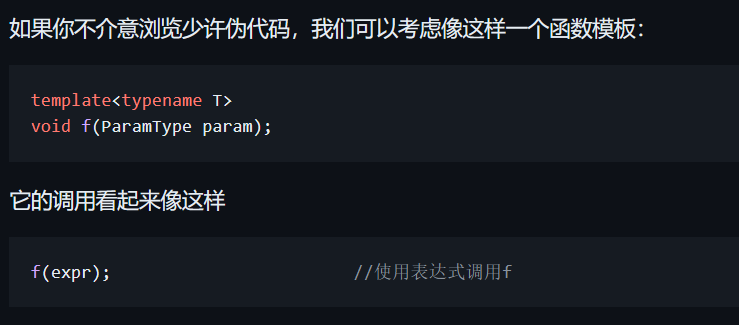 如果你不介意浏览少许伪代码，我们可以考虑像这样一个函数模板：
template<typename T>
void f(ParamType param);
它的调用看起来像这样
f(expr); //使用表达式调用f